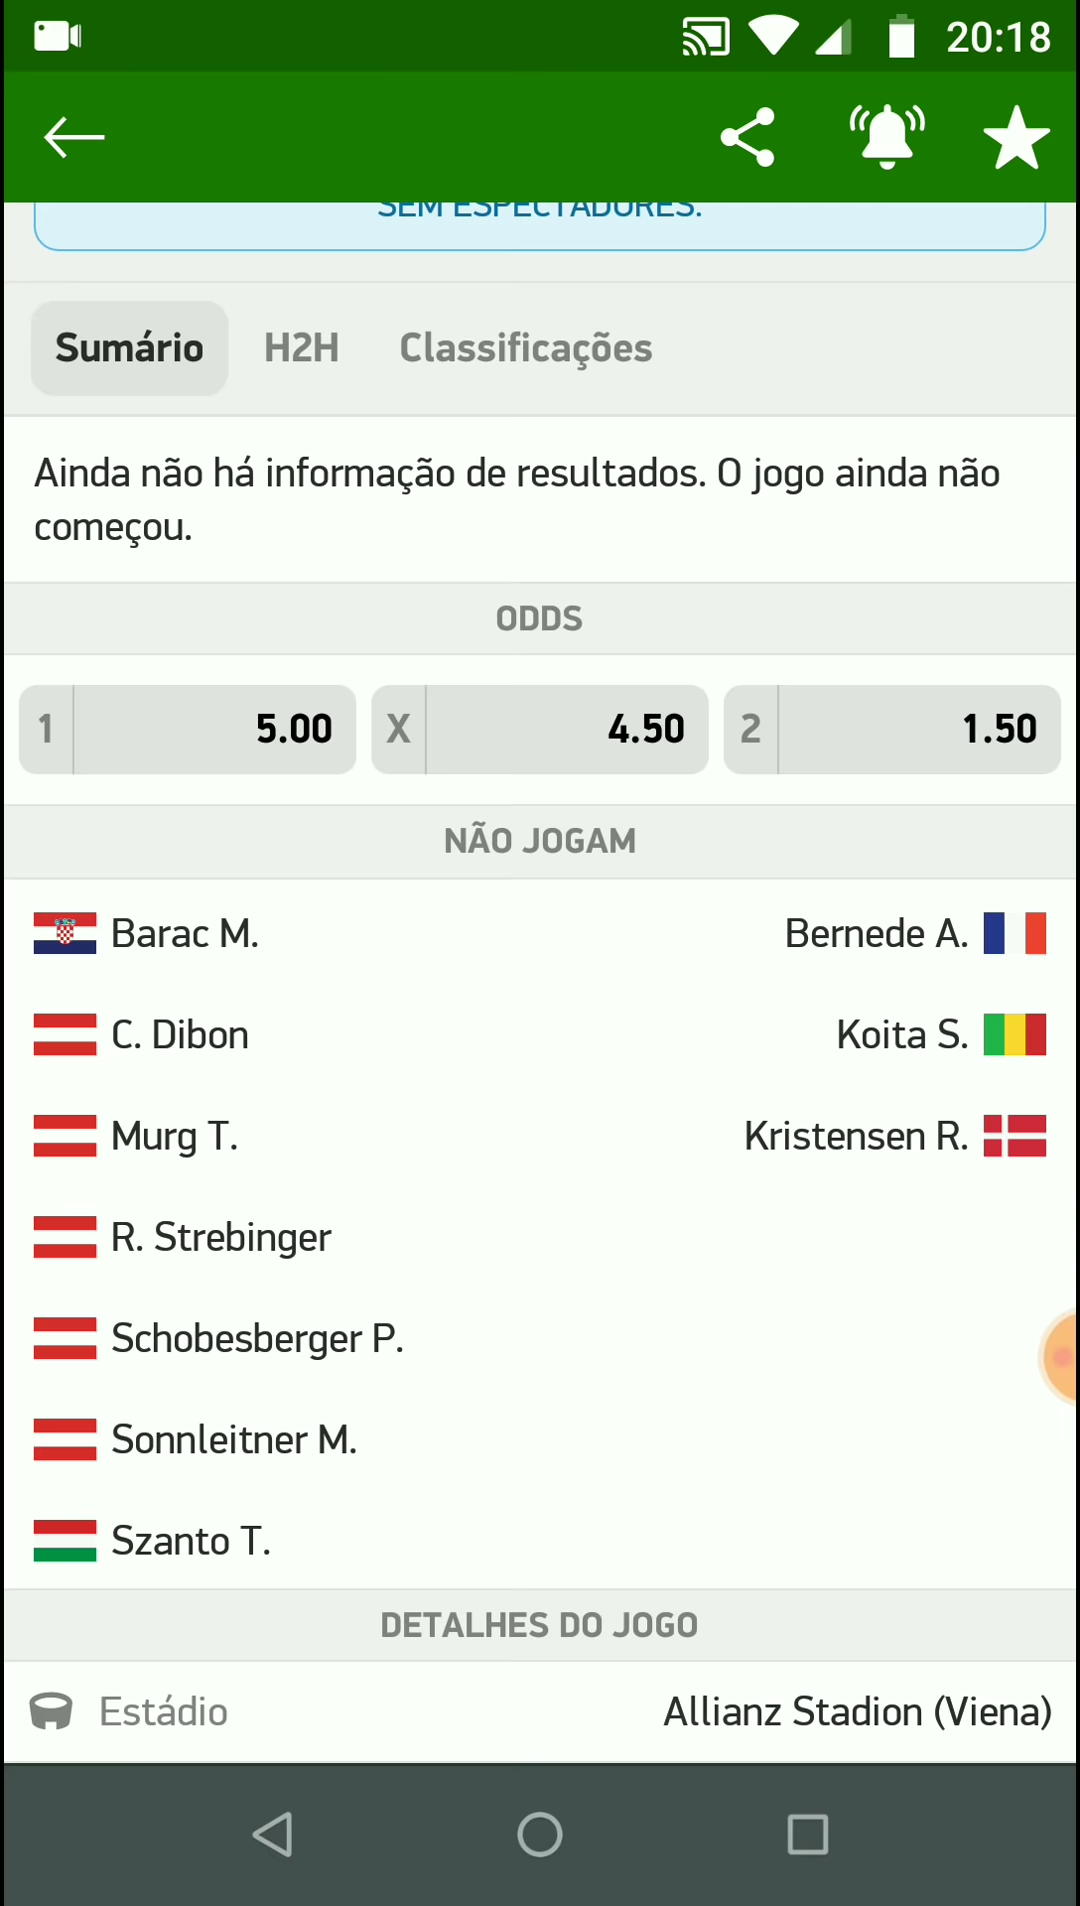 20:18
SEM ESPECTADORES.
Sumário H2H Classificações
Ainda não há informação de resultados. O jogo ainda não
começou.
ODDS
1 5.00 X 4.50 2 1.50
NÃO JOGAM
Barac M. Bernede A.
C. Dibon Koita S.
Murg T. Kristensen R.
R. Strebinger
Schobesberger P.
Sonnleitner M.
Szanto T.
DETALHES DO JOGO
Estádio Allianz Stadion (Viena)